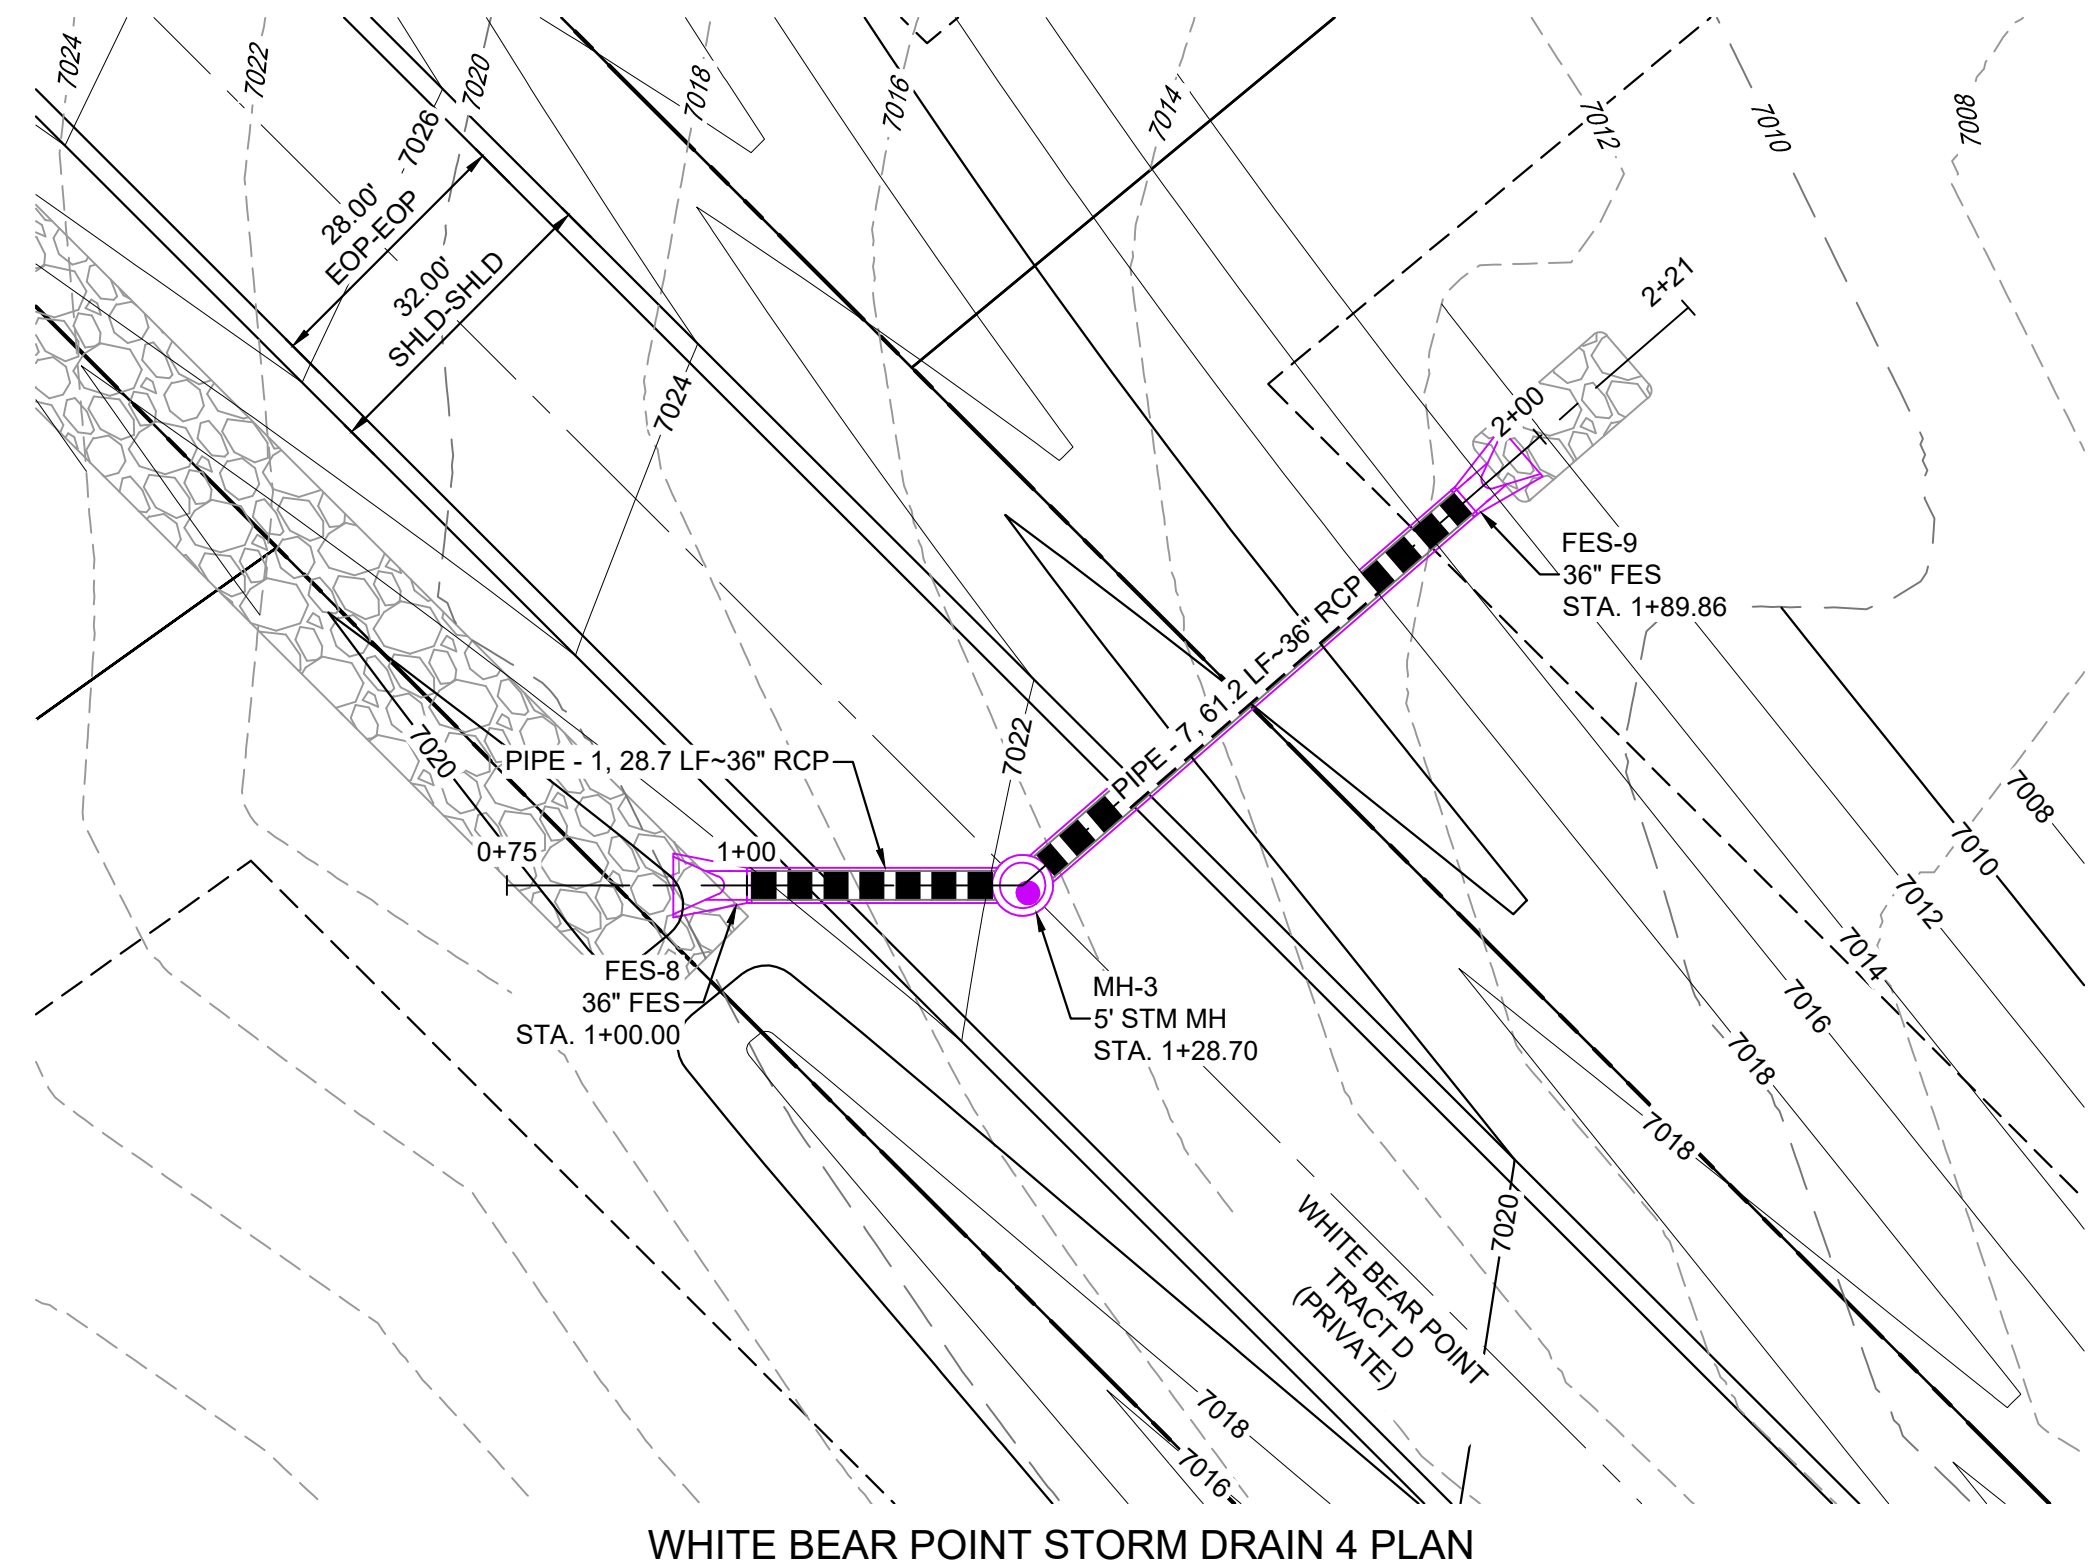 7024
7022
7020
7018
7016
7014
7012
7010
7008
7026
28.00'
EOP-EOP
32.00'
SHLD-SHLD
2+21
2+00
7024
FES-9
36" FES
STA. 1+89.86
PIPE - 7, 61.2 LF~36" RCP
7020
PIPE - 1, 28.7 LF~36" RCP
7022
0+75
1+00
7008
7010
7012
7014
7016
7018
FES-8
36" FES
STA. 1+00.00
MH-3
5' STM MH
STA. 1+28.70
7018
7020
WHITE BEAR POINT
TRACT D
(PRIVATE)
7018
7016
WHITE BEAR POINT STORM DRAIN 4 PLAN